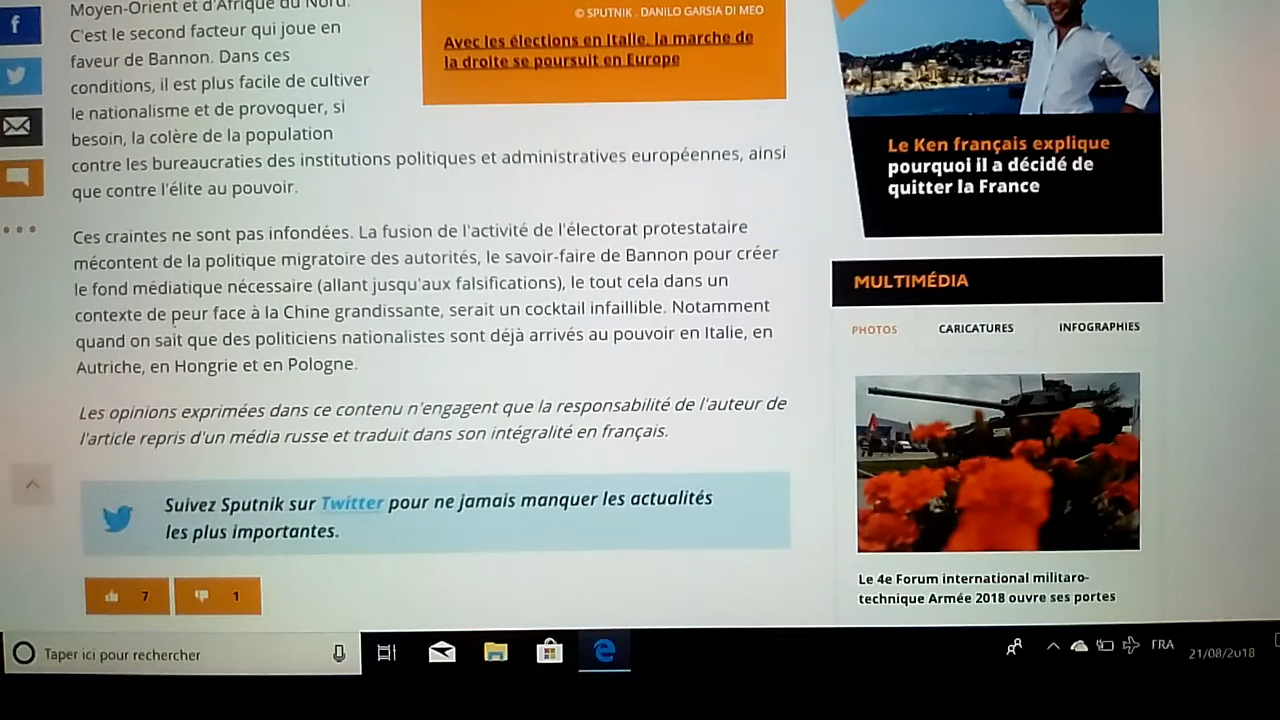 Moyen-Orient et d'Afrique du Nord.
C'est le second facteur qui joue en
faveur de Bannon. Dans ces
conditions, il est plus facile de cultiver
le nationalisme et de provoquer, si
besoin, la colère de la population
contre les bureaucraties des institutions politiques et administratives européennes, ainsi
que contre l'élite au pouvoir.
© SPUTNIK . DANILO GARSIA DI MEO
Avec les élections en Italie, la marche de
la droite se poursuit en Europe
Ces craintes ne sont pas infondées. La fusion de l'activité de l'électorat protestataire
mécontent de la politique migratoire des autorités, le savoir-faire de Bannon pour créer
le fond médiatique nécessaire (allant jusqu'aux falsifications), le tout cela dans un
contexte de peur face à la Chine grandissante, serait un cocktail infaillible. Notamment
quand on sait que des politiciens nationalistes sont déjà arrivés au pouvoir en Italie, en
Autriche, en Hongrie et en Pologne.
Les opinions exprimées dans ce contenu n'engagent que la responsabilité de l'auteur de
l'article repris d'un média russe et traduit dans son intégralité en français.
Suivez Sputnik sur Twitter pour ne jamais manquer les actualités
les plus importantes.
7
1
Le Ken français explique
pourquoi il a décidé de
quitter la France
MULTIMÉDIA
PHOTOS
CARICATURES
INFOGRAPHIES
Le 4e Forum international militaro-
technique Armée 2018 ouvre ses portes
Taper ici pour rechercher
FRA
21/08/2018